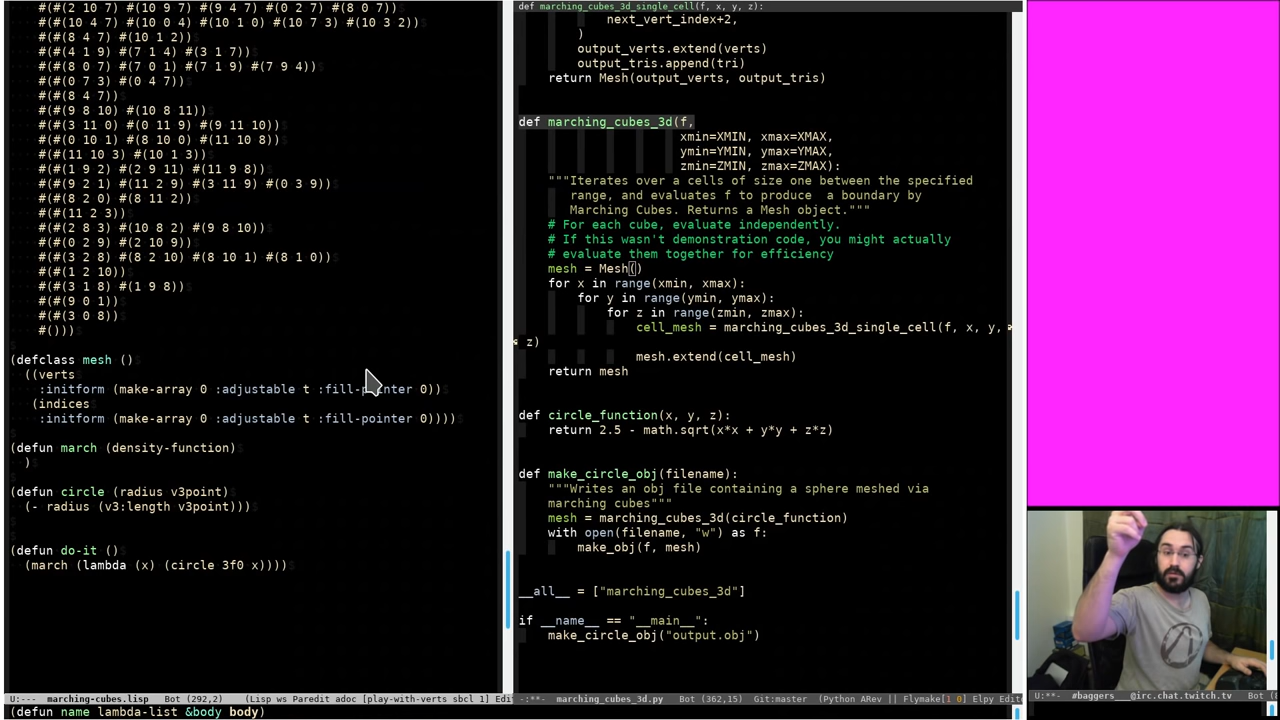 #(#(2 10 7) #(10 9 7) #(9 4 7) #(0 2 7) #(8 0 7))
#(#(10 4 7) #(10 0 4) #(10 1 0) #(10 7 3) #(10 3 2))
#(#(8 4 7) #(10 1 2))
#(#(4 1 9) #(7 1 4) #(3 1 7))
#(#(8 0 7) #(7 0 1) #(7 1 9) #(7 9 4))
#(#(0 7 3) #(0 4 7))
#(#(8 4 7))
#(#(9 8 10) #(10 8 11))
#(#(3 11 0) #(0 11 9) #(9 11 10))
#(#(0 10 1) #(8 10 0) #(11 10 8))
#(#(11 10 3) #(10 1 3))
#(#(1 9 2) #(2 9 11) #(11 9 8))
#(#(9 2 1) #(11 2 9) #(3 11 9) #(0 3 9))
#(#(8 2 0) #(8 11 2))
#(#(11 2 3))
#(#(2 8 3) #(10 8 2) #(9 8 10))
#(#(0 2 9) #(2 10 9))
#(#(3 2 8) #(8 2 10) #(8 10 1) #(8 1 0))
#(#(1 2 10))
#(#(3 1 8) #(1 9 8))
#(#(9 0 1))
#(#(3 0 8))
#()))
(defclass mesh ()
((verts
:initform (make-array 0 :adjustable t :fill-pointer 0))
(indices
:initform (make-array 0 :adjustable t :fill-pointer 0))))
(defun march (density-function)
)
(defun circle (radius v3point)
(- radius (v3:length v3point)))
(defun do-it ()
(march (lambda (x) (circle 3f0 x))))
U:--- marching-cubes.lisp Bot (292,2) (Lisp ws Paredit adoc [play-with-verts sbcl 1] Edi
(defun name lambda-list &body body)
def marching_cubes_3d_single_cell(f, x, y, z):
next_vert_index+2,
)
output_verts.extend(verts)
output_tris.append(tri)
return Mesh(output_verts, output_tris)
def marching_cubes_3d(f,
xmin=XMIN, xmax=XMAX,
ymin=YMIN, ymax=YMAX,
zmin=ZMIN, zmax=ZMAX):
"""Iterates over a cells of size one between the specified
range, and evaluates f to produce  a boundary by
Marching Cubes. Returns a Mesh object."""
# For each cube, evaluate independently.
# If this wasn't demonstration code, you might actually
# evaluate them together for efficiency
mesh = Mesh()
for x in range(xmin, xmax):
for y in range(ymin, ymax):
for z in range(zmin, zmax):
cell_mesh = marching_cubes_3d_single_cell(f, x, y,
z)
mesh.extend(cell_mesh)
return mesh
def circle_function(x, y, z):
return 2.5 - math.sqrt(x*x + y*y + z*z)
def make_circle_obj(filename):
"""Writes an obj file containing a sphere meshed via
marching cubes"""
mesh = marching_cubes_3d(circle_function)
with open(filename, "w") as f:
make_obj(f, mesh)
__all__ = ["marching_cubes_3d"]
if __name__ == "__main__":
make_circle_obj("output.obj")
-:**- marching_cubes_3d.py Bot (362,15) Git:master (Python ARev || Flymake[1 0] Elpy Edit
U:**- #baggers___@irc.chat.twitch.tv Bot (8